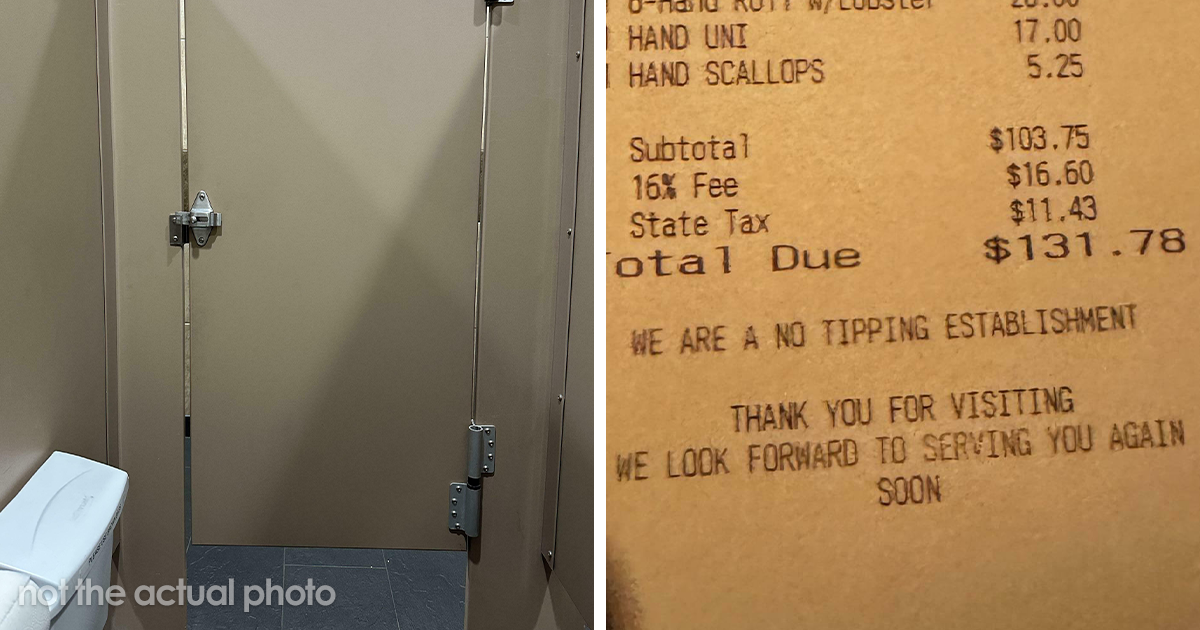 not the actual photo
HAND UNI 17.00
HAND SCALLOPS 5.25
Subtotal $103.75
16% Fee $16.60
State Tax $11.43
otal Due $131.78
WE ARE A NO TIPPING ESTABLISHMENT
THANK YOU FOR VISITING
WE LOOK FORWARD TO SERVING YOU AGAIN
SOON